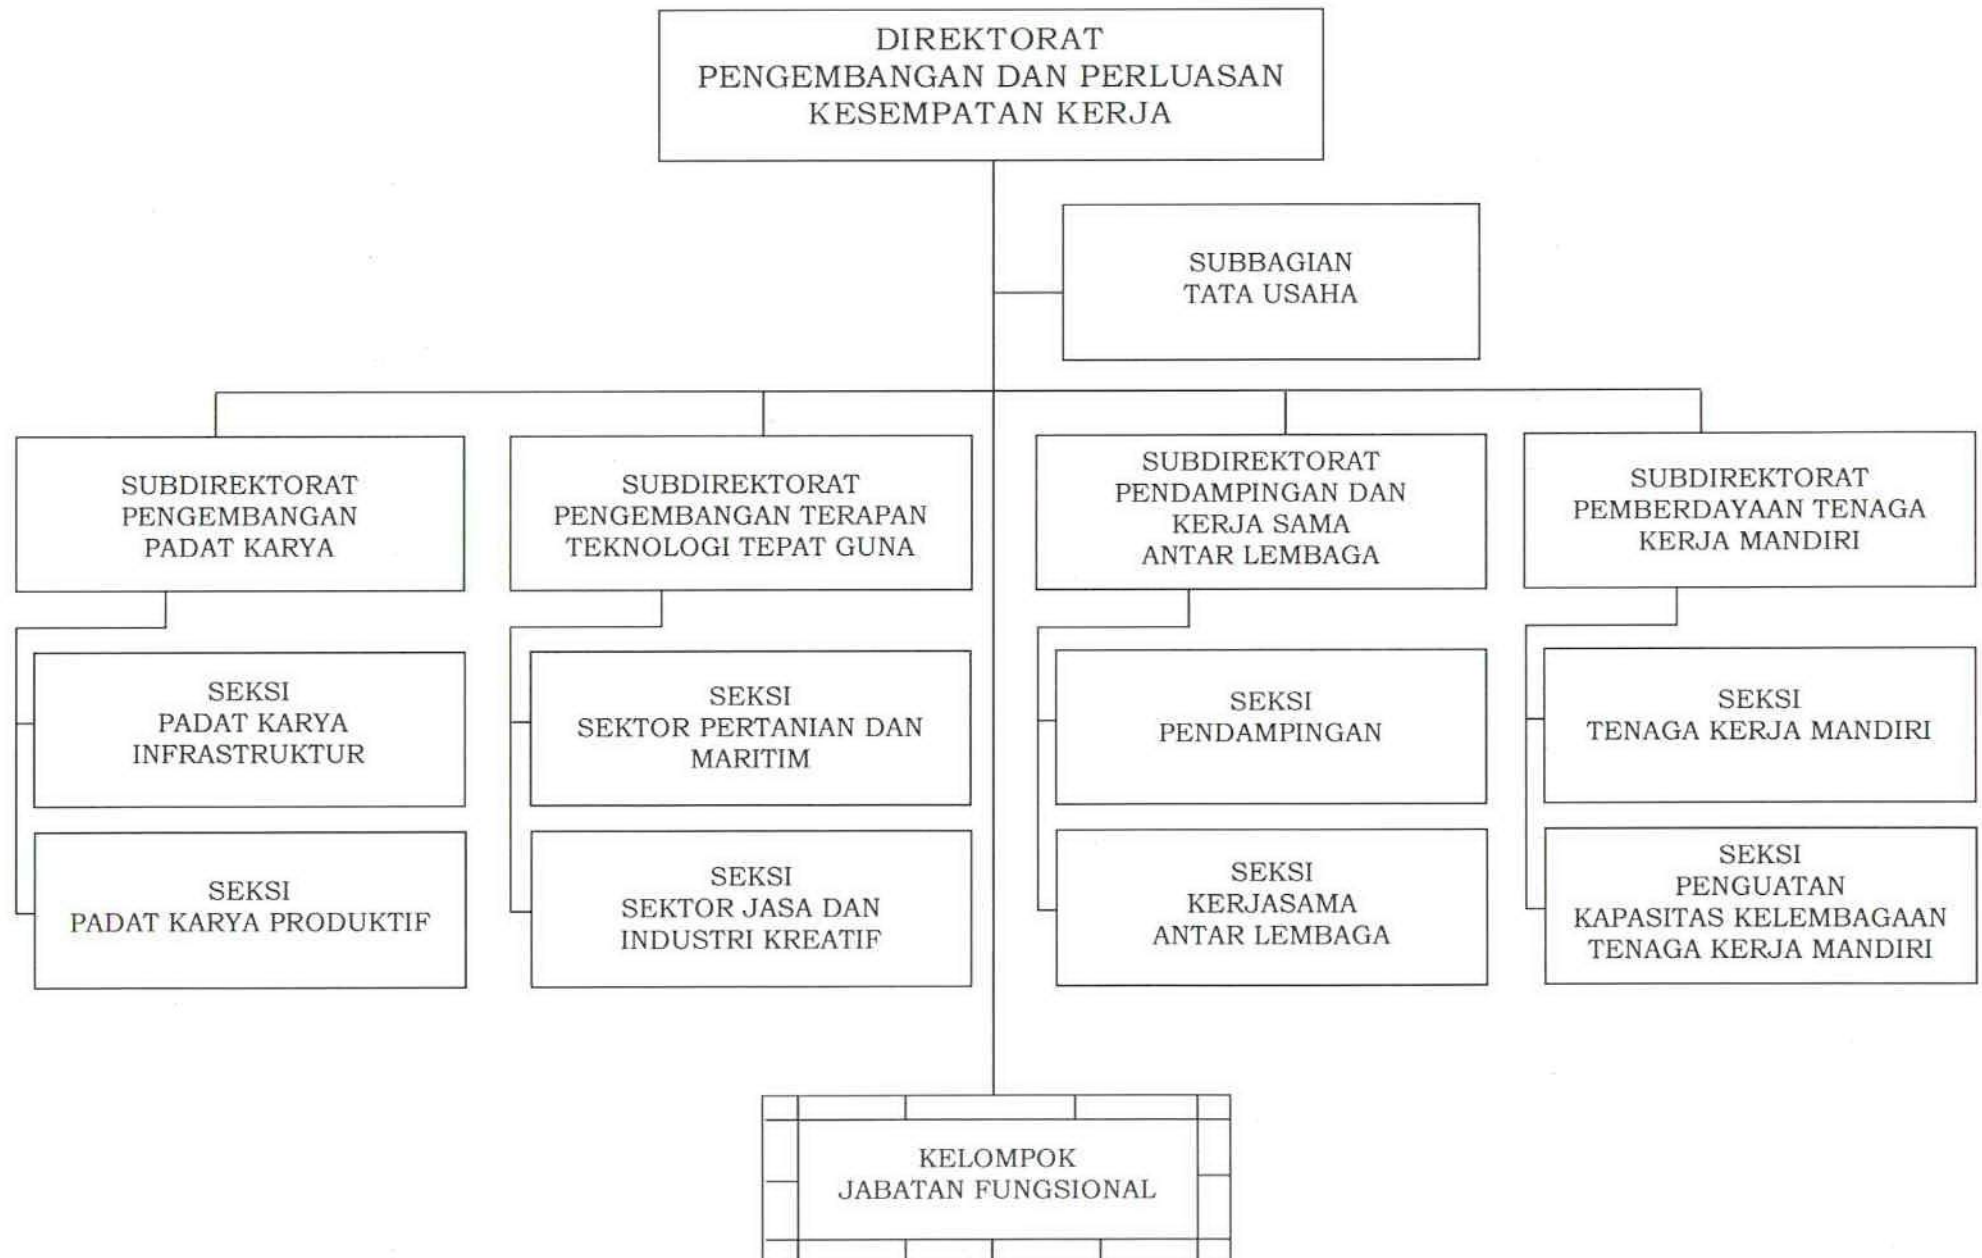 DIREKTORAT
PENGEMBANGAN DAN PERLUASAN
KESEMPATAN KERJA
SUBBAGIAN
TATA USAHA
SUBDIREKTORAT
PENGEMBANGAN
PADAT KARYA
SUBDIREKTORAT
PENGEMBANGAN TERAPAN
TEKNOLOGI TEPAT GUNA
SUBDIREKTORAT
PENDAMPINGAN DAN
KERJA SAMA
ANTAR LEMBAGA
SUBDIREKTORAT
PEMBERDAYAAN TENAGA
KERJA MANDIRI
SEKSI
PADAT KARYA
INFRASTRUKTUR
SEKSI
SEKTOR PERTANIAN DAN
MARITIM
SEKSI
PENDAMPINGAN
SEKSI
TENAGA KERJA MANDIRI
SEKSI
PADAT KARYA PRODUKTIF
SEKSI
SEKTOR JASA DAN
INDUSTRI KREATIF
SEKSI
KERJASAMA
ANTAR LEMBAGA
SEKSI
PENGUATAN
KAPASITAS KELEMBAGAAN
TENAGA KERJA MANDIRI
KELOMPOK
JABATAN FUNGSIONAL